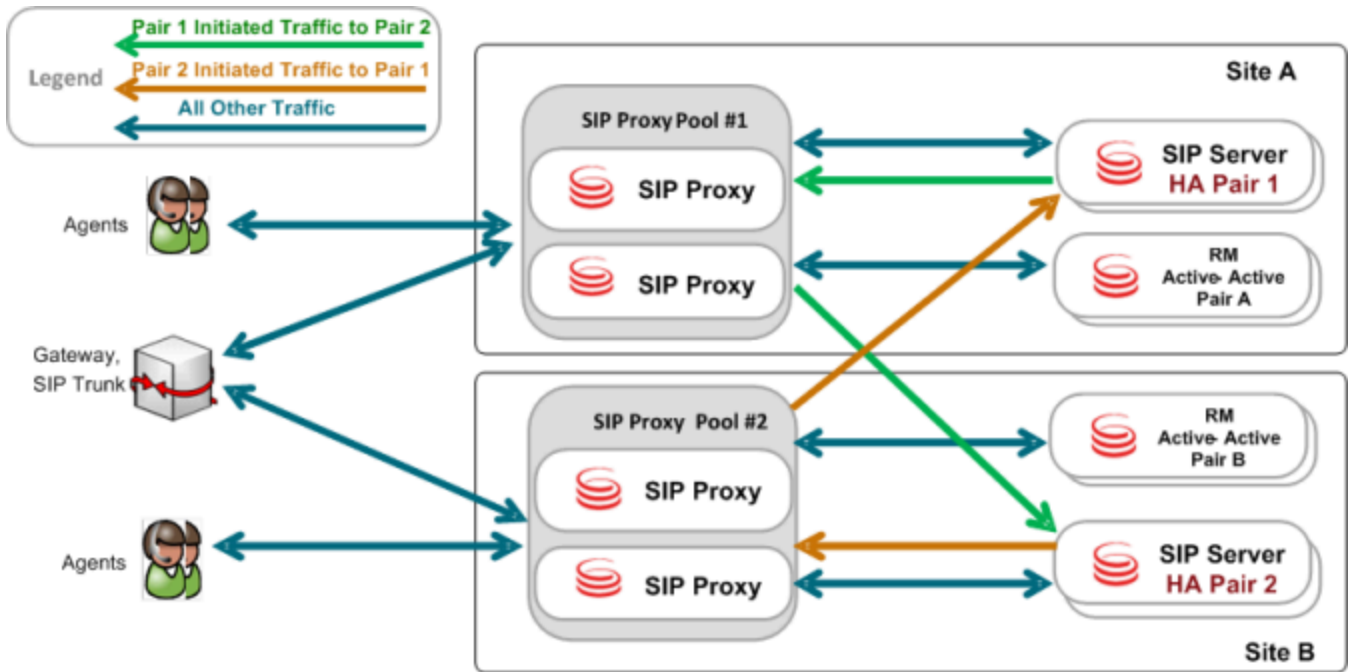 Pair 1 Initiated Traffic to Pair 2
Legend
Pair 2 Initiated Traffic to Pair 1
All Other Traffic
Site A
SIP Proxy Pool #1
SIP Proxy
SIP Proxy
SIP Server
HA Pair 1
RM
Active- Active
Pair A
Agents
Gateway,
SIP Trunk
Agents
SIP Proxy Pool #2
SIP Proxy
SIP Proxy
RM
Active- Active
Pair B
SIP Server
HA Pair 2
Site B